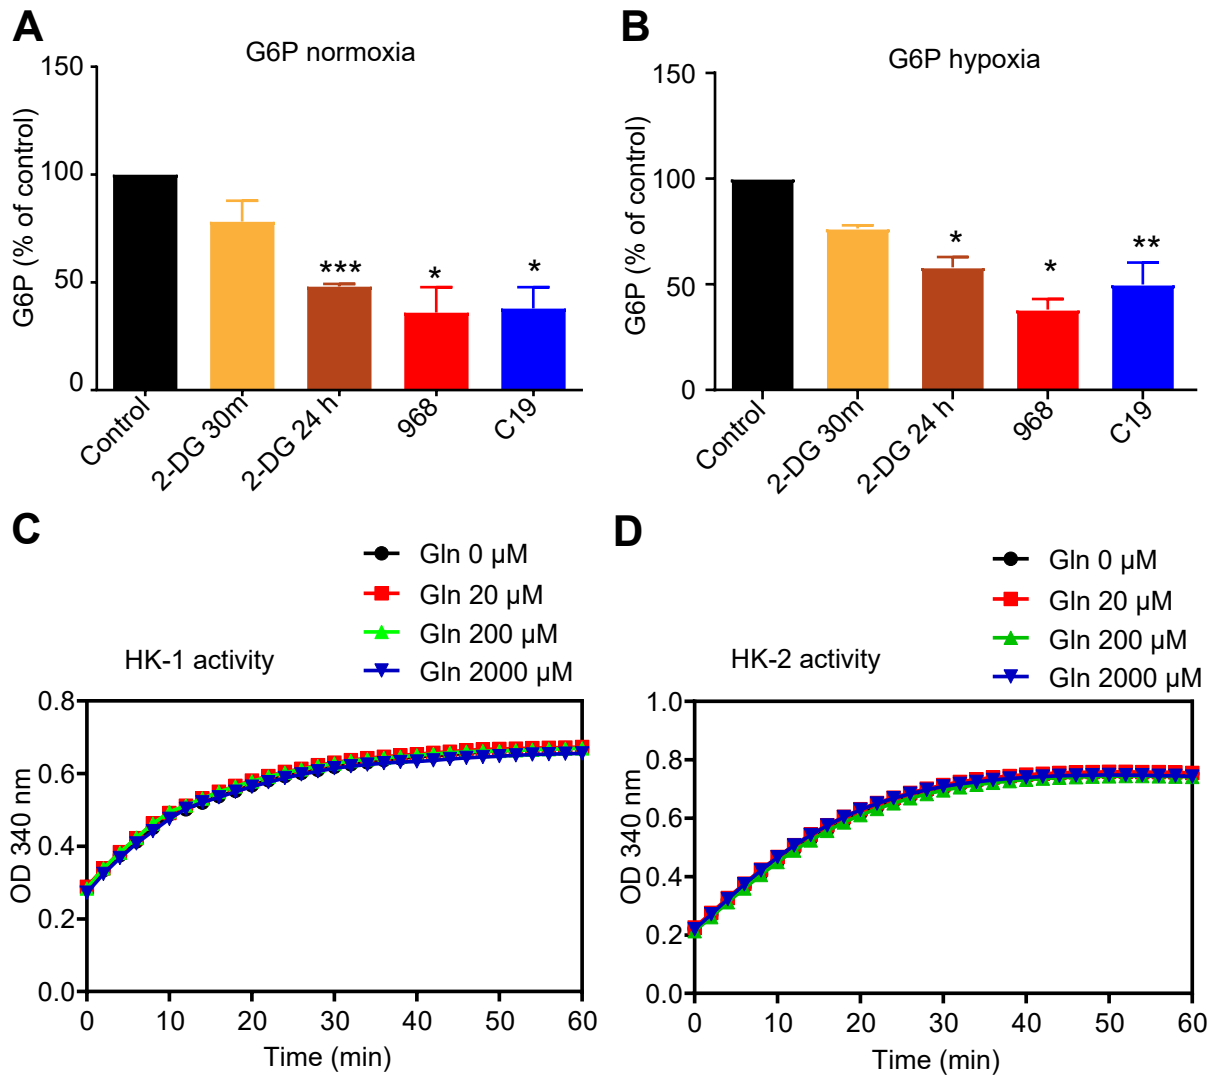 A
G6P normoxia
G6P (% of control)
150
100
50
0
***
*
*
Control
2-DG 30m
2-DG 24 h
968
C19
B
G6P hypoxia
G6P (% of control)
150
100
50
0
*
*
**
Control
2-DG 30m
2-DG 24 h
968
C19
C
Gln 0 µM
Gln 20 µM
Gln 200 µM
Gln 2000 µM
HK-1 activity
OD 340 nm
0.8
0.6
0.4
0.2
0.0
0 10 20 30 40 50 60
Time (min)
D
Gln 0 µM
Gln 20 µM
Gln 200 µM
Gln 2000 µM
HK-2 activity
OD 340 nm
1.0
0.8
0.6
0.4
0.2
0.0
0 10 20 30 40 50 60
Time (min)